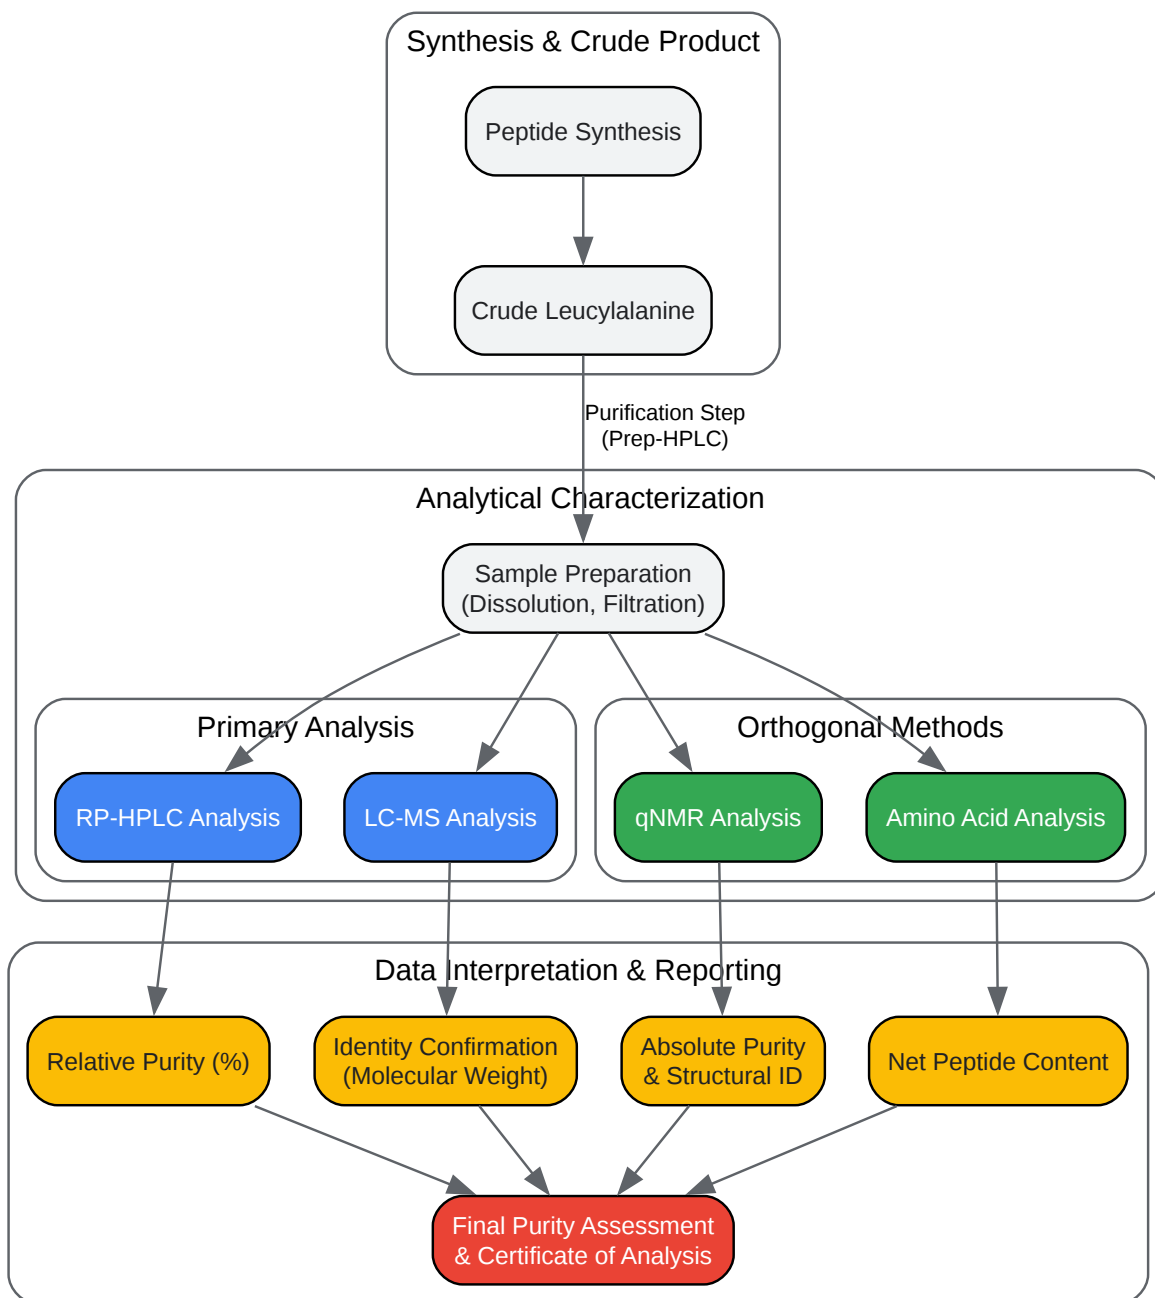 Synthesis & Crude Product
Peptide Synthesis
Crude Leucylalanine
Purification Step
(Prep-HPLC)
Analytical Characterization
Sample Preparation
(Dissolution, Filtration)
Primary Analysis
Orthogonal Methods
RP-HPLC Analysis
LC-MS Analysis
qNMR Analysis
Amino Acid Analysis
Data Interpretation & Reporting
Relative Purity (%)
Identity Confirmation
(Molecular Weight)
Absolute Purity
& Structural ID
Net Peptide Content
Final Purity Assessment
& Certificate of Analysis